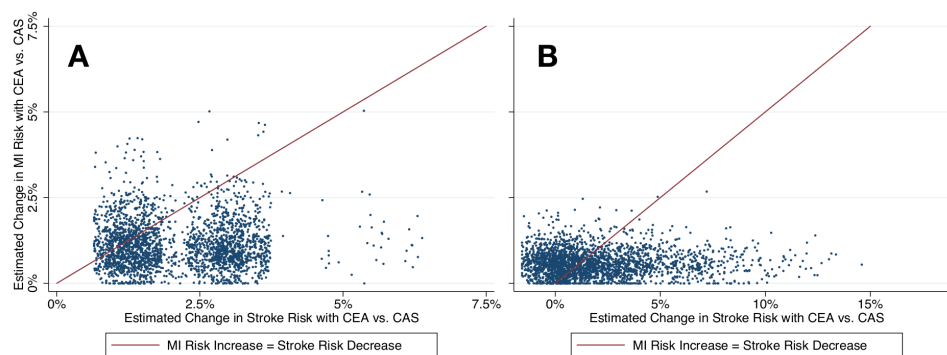 A
B
Estimated Change in MI Risk with CEA vs. CAS
7.5%
5%
2.5%
0%
0% 2.5% 5% 7.5%
0% 5% 10% 15%
Estimated Change in Stroke Risk with CEA vs. CAS
Estimated Change in Stroke Risk with CEA vs. CAS
MI Risk Increase = Stroke Risk Decrease
MI Risk Increase = Stroke Risk Decrease